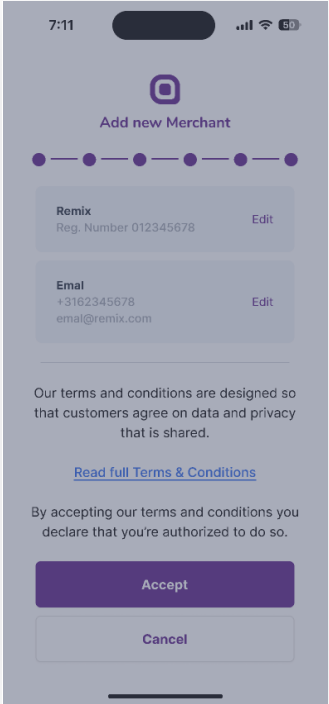 7:11
50
Add new Merchant
Remix
Reg. Number 012345678
Edit
Emal
+3162345678
emal@remix.com
Edit
Our terms and conditions are designed so
that customers agree on data and privacy
that is shared.
Read full Terms & Conditions
By accepting our terms and conditions you
declare that you're authorized to do so.
Accept
Cancel